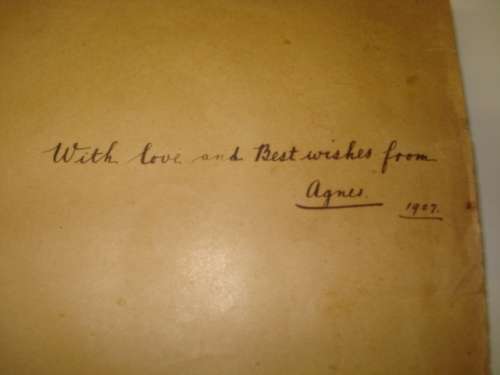 With love and Best wishes from
Agnes.
1907.